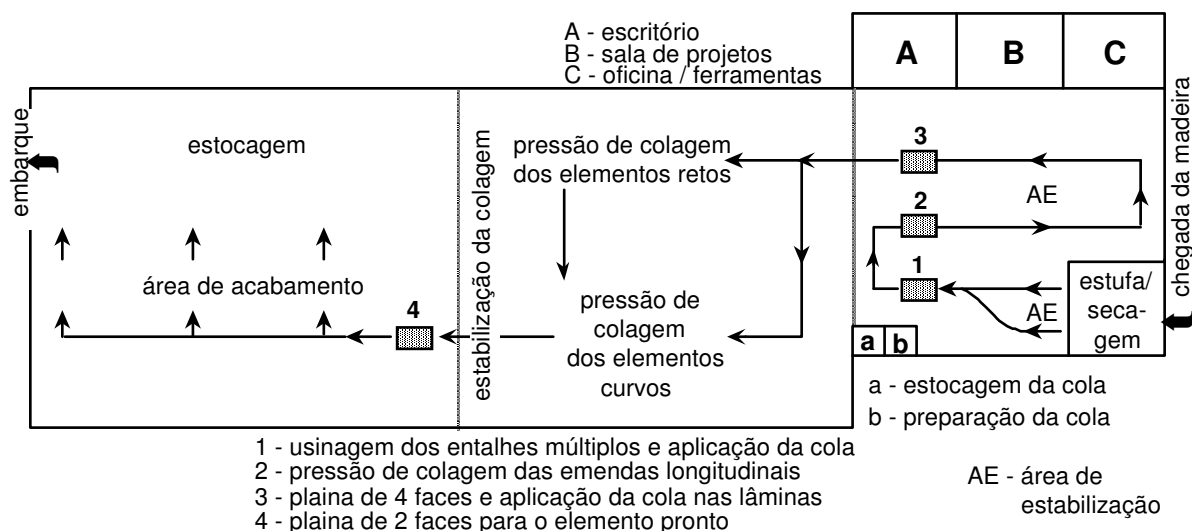 A - escritório
B - sala de projetos
C - oficina / ferramentas
A
B
C
embarque
estocagem
estabilização da colagem
pressão de colagem
dos elementos retos
3
AE
2
chegada da madeira
1
estufa/
seca-
gem
AE
área de acabamento
4
pressão de
colagem
dos elementos
curvos
a
b
a - estocagem da cola
b - preparação da cola
1 - usinagem dos entalhes múltiplos e aplicação da cola
2 - pressão de colagem das emendas longitudinais
3 - plaina de 4 faces e aplicação da cola nas lâminas
4 - plaina de 2 faces para o elemento pronto
AE - área de
estabilização